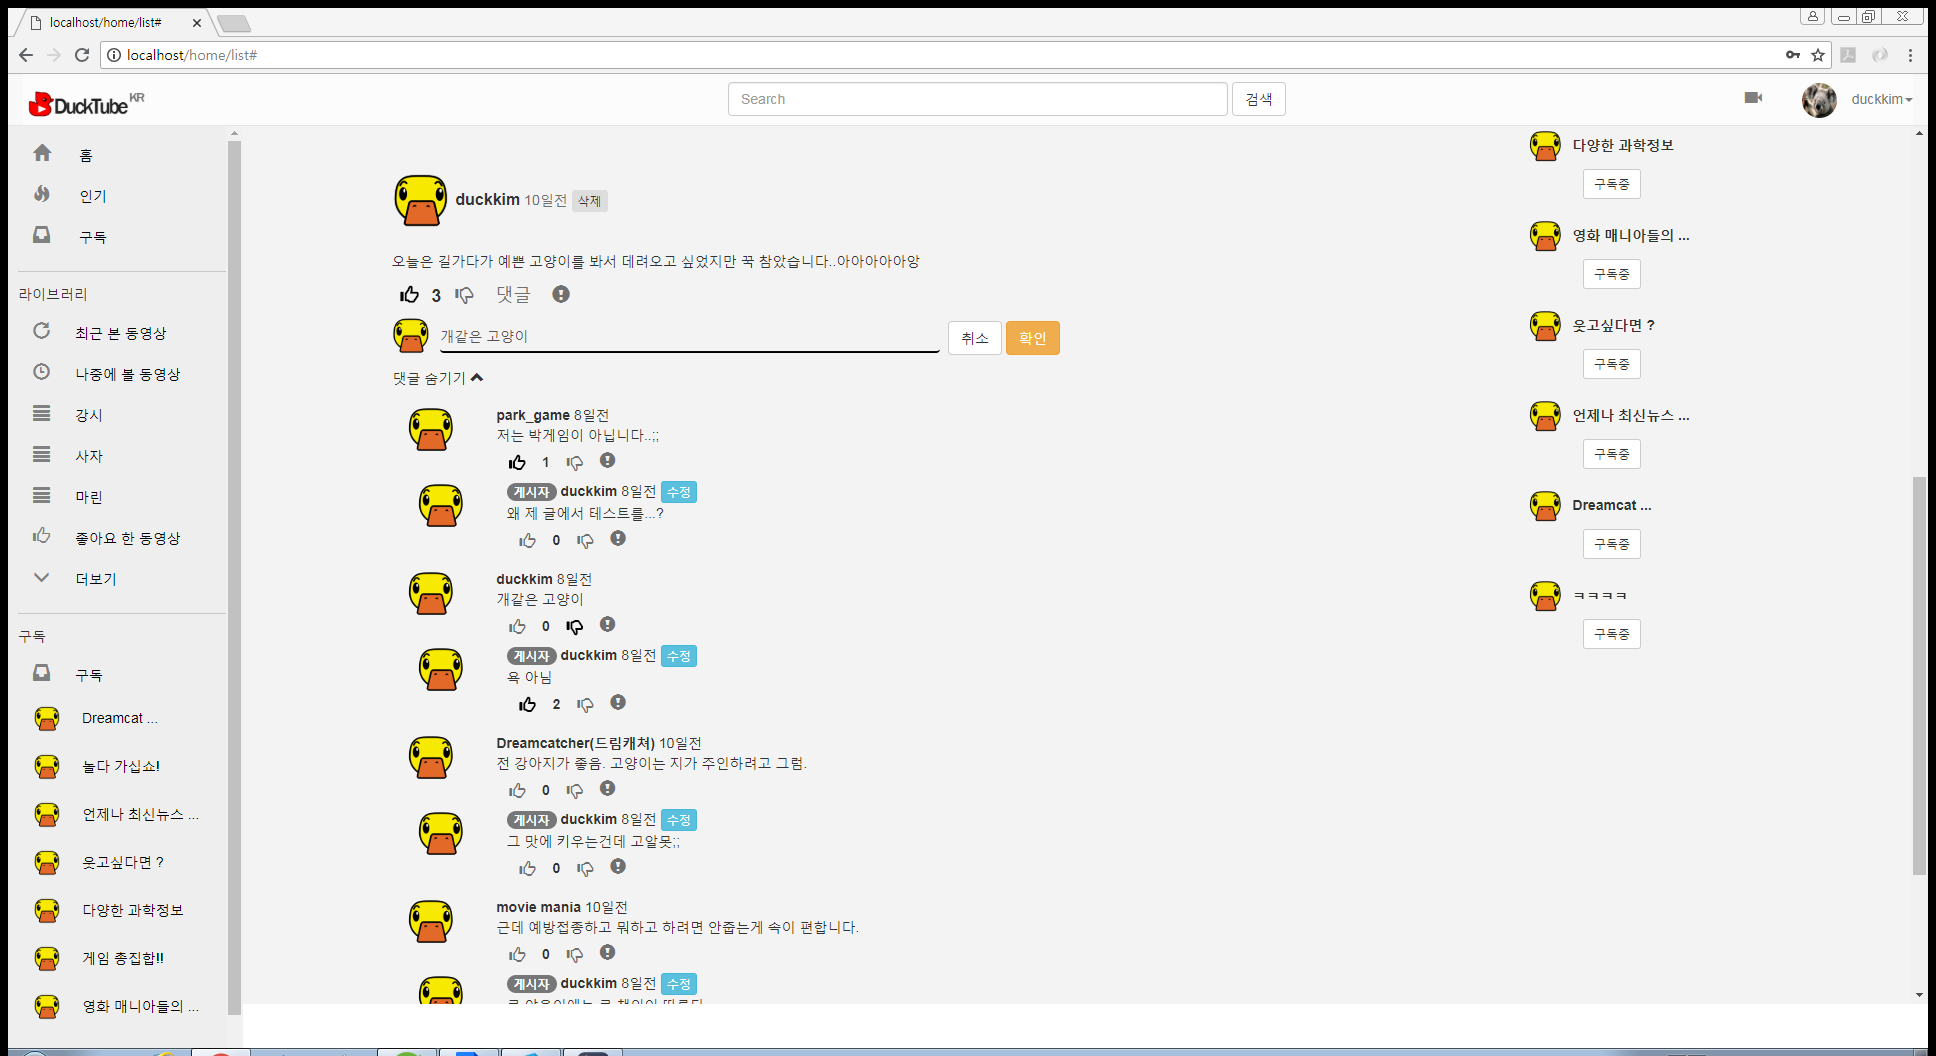 localhost/home/list#
localhost/home/list#
DuckTube KR
Search
검색
duckkim
홈
인기
구독
라이브러리
최근 본 동영상
나중에 볼 동영상
강시
사자
마린
좋아요 한 동영상
더보기
구독
구독
Dreamcat ...
놀다 가십쇼!
언제나 최신뉴스 ...
웃고싶다면 ?
다양한 과학정보
게임 총집합!!
영화 매니아들의 ...
duckkim 10일전 삭제
오늘은 길가다가 예쁜 고양이를 봐서 데려오고 싶었지만 꾹 참았습니다..아아아아아앙
3 댓글
개같은 고양이
취소 확인
댓글 숨기기
park_game 8일전
저는 박게임이 아닙니다..;;
1
게시자 duckkim 8일전 수정
왜 제 글에서 테스트를...?
0
duckkim 8일전
개같은 고양이
0
게시자 duckkim 8일전 수정
욕 아님
2
Dreamcatcher(드림캐쳐) 10일전
전 강아지가 좋음. 고양이는 지가 주인하려고 그럼.
0
게시자 duckkim 8일전 수정
그 맛에 키우는건데 고알못;;
0
movie mania 10일전
근데 예방접종하고 뭐하고 하려면 안줍는게 속이 편합니다.
0
게시자 duckkim 8일전 수정
다양한 과학정보
구독중
영화 매니아들의 ...
구독중
웃고싶다면 ?
구독중
언제나 최신뉴스 ...
구독중
Dreamcat ...
구독중
ㅋㅋㅋㅋ
구독중